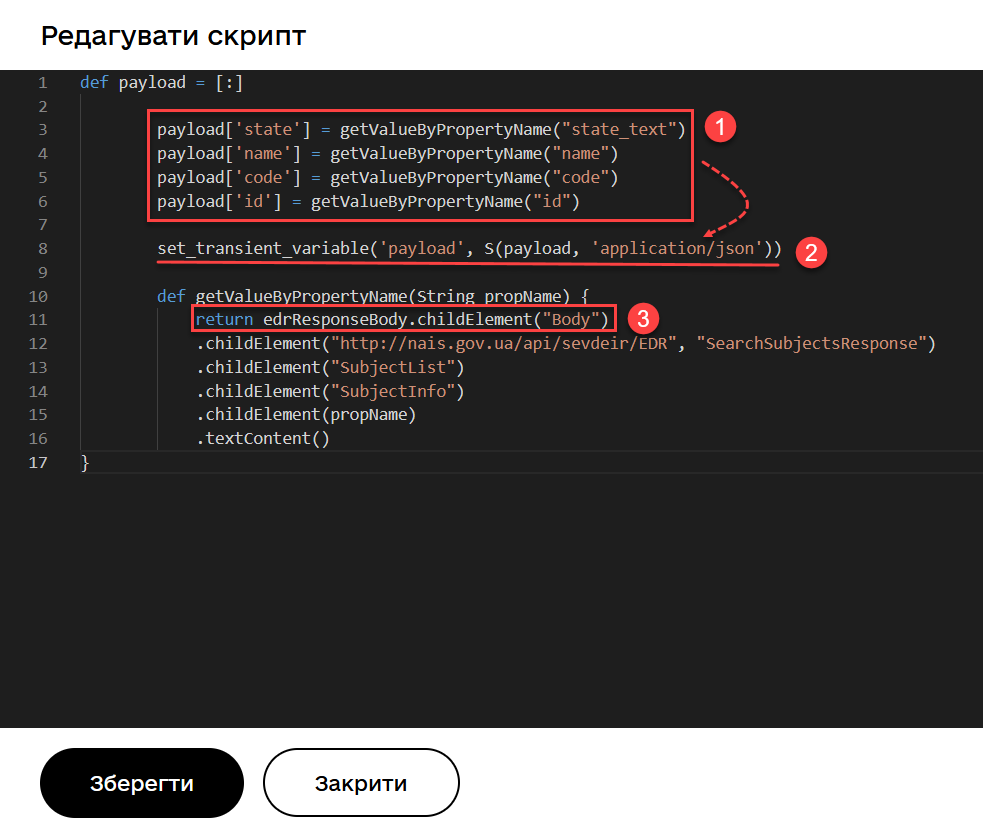 Редагувати скрипт
1 def payload = [:]
2
3 payload['state'] = getValueByPropertyName("state_text") 1
4 payload['name'] = getValueByPropertyName("name")
5 payload['code'] = getValueByPropertyName("code")
6 payload['id'] = getValueByPropertyName("id")
7
8 set_transient_variable('payload', S(payload, 'application/json')) 2
9
10 def getValueByPropertyName(String propName) {
11 return edrResponseBody.childElement("Body") 3
12 .childElement("http://nais.gov.ua/api/sevdeir/EDR", "SearchSubjectsResponse")
13 .childElement("SubjectList")
14 .childElement("SubjectInfo")
15 .childElement(propName)
16 .textContent()
17 }
Зберегти Закрити